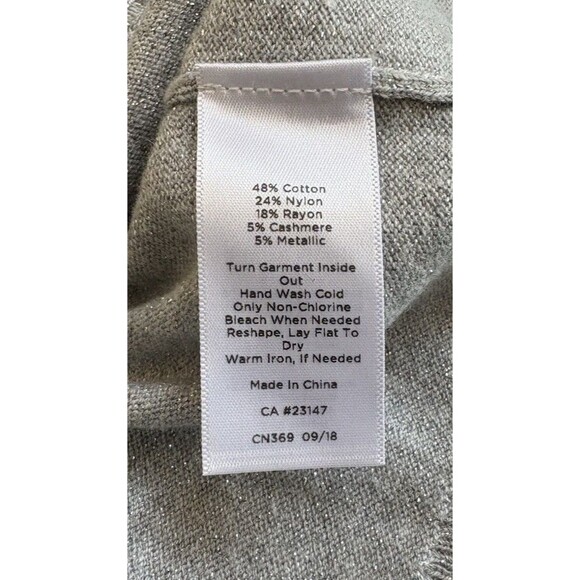 48% Cotton
24% Nylon
18% Rayon
5% Cashmere
5% Metallic
Turn Garment Inside
Out
Hand Wash Cold
Only Non-Chlorine
Bleach When Needed
Reshape, Lay Flat To
Dry
Warm Iron, If Needed
Made In China
CA #23147
CN369 09/18